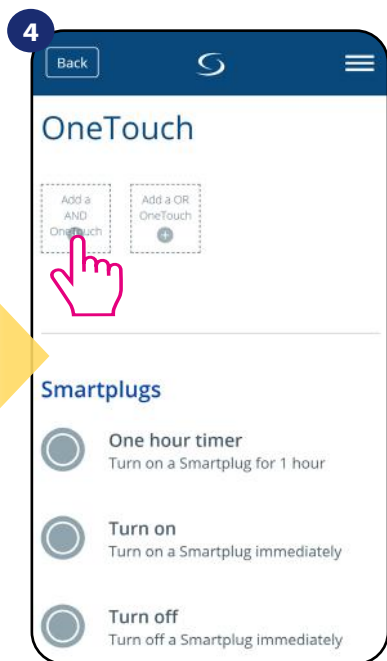 4
Back
OneTouch
Add a
AND
OneTouch
Add a OR
OneTouch
Smartplugs
One hour timer
Turn on a Smartplug for 1 hour
Turn on
Turn on a Smartplug immediately
Turn off
Turn off a Smartplug immediately